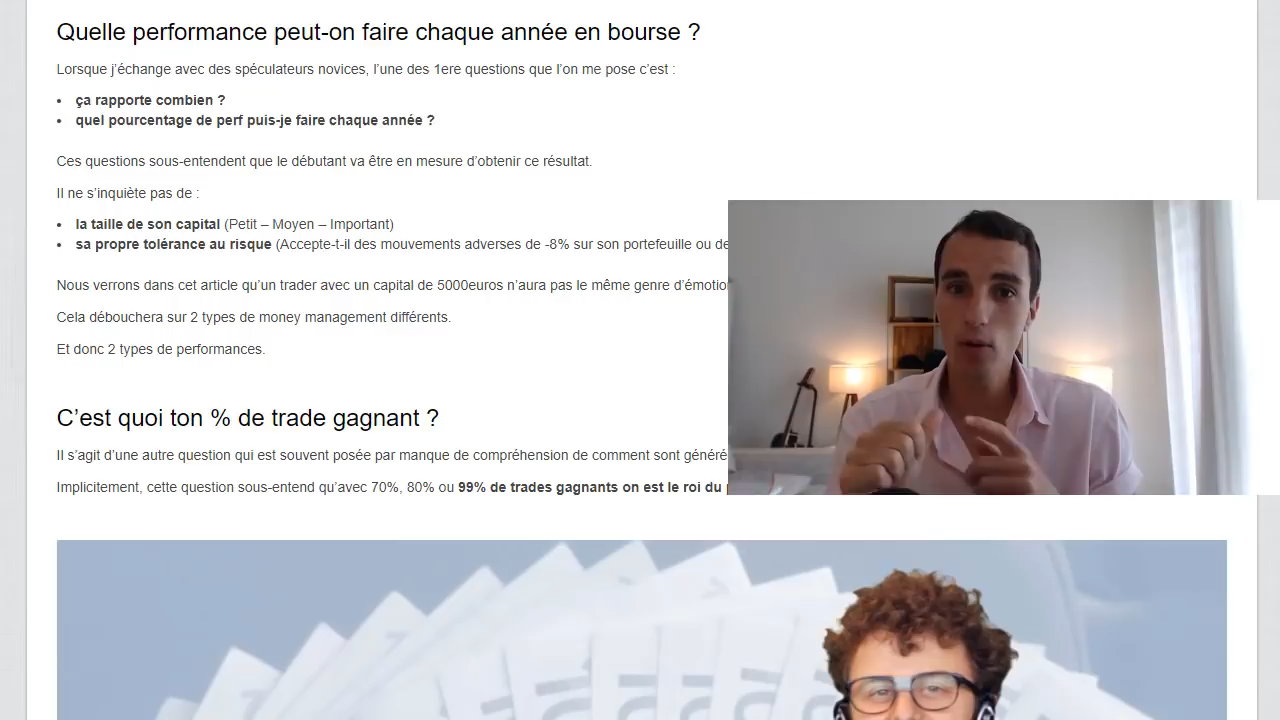 Quelle performance peut-on faire chaque année en bourse ?
Lorsque j’échange avec des spéculateurs novices, l’une des 1ere questions que l’on me pose c’est :
• ça rapporte combien ?
• quel pourcentage de perf puis-je faire chaque année ?
Ces questions sous-entendent que le débutant va être en mesure d’obtenir ce résultat.
Il ne s’inquiète pas de :
• la taille de son capital (Petit – Moyen – Important)
• sa propre tolérance au risque (Accepte-t-il des mouvements adverses de -8% sur son portefeuille ou
Nous verrons dans cet article qu’un trader avec un capital de 5000euros n’aura pas le même genre
Cela débouchera sur 2 types de money management différents.
Et donc 2 types de performances.
C’est quoi ton % de trade gagnant ?
Il s’agit d’une autre question qui est souvent posée par manque de compréhension de comment sont
Implicitement, cette question sous-entend qu’avec 70%, 80% ou 99% de trades gagnants on est le roi du